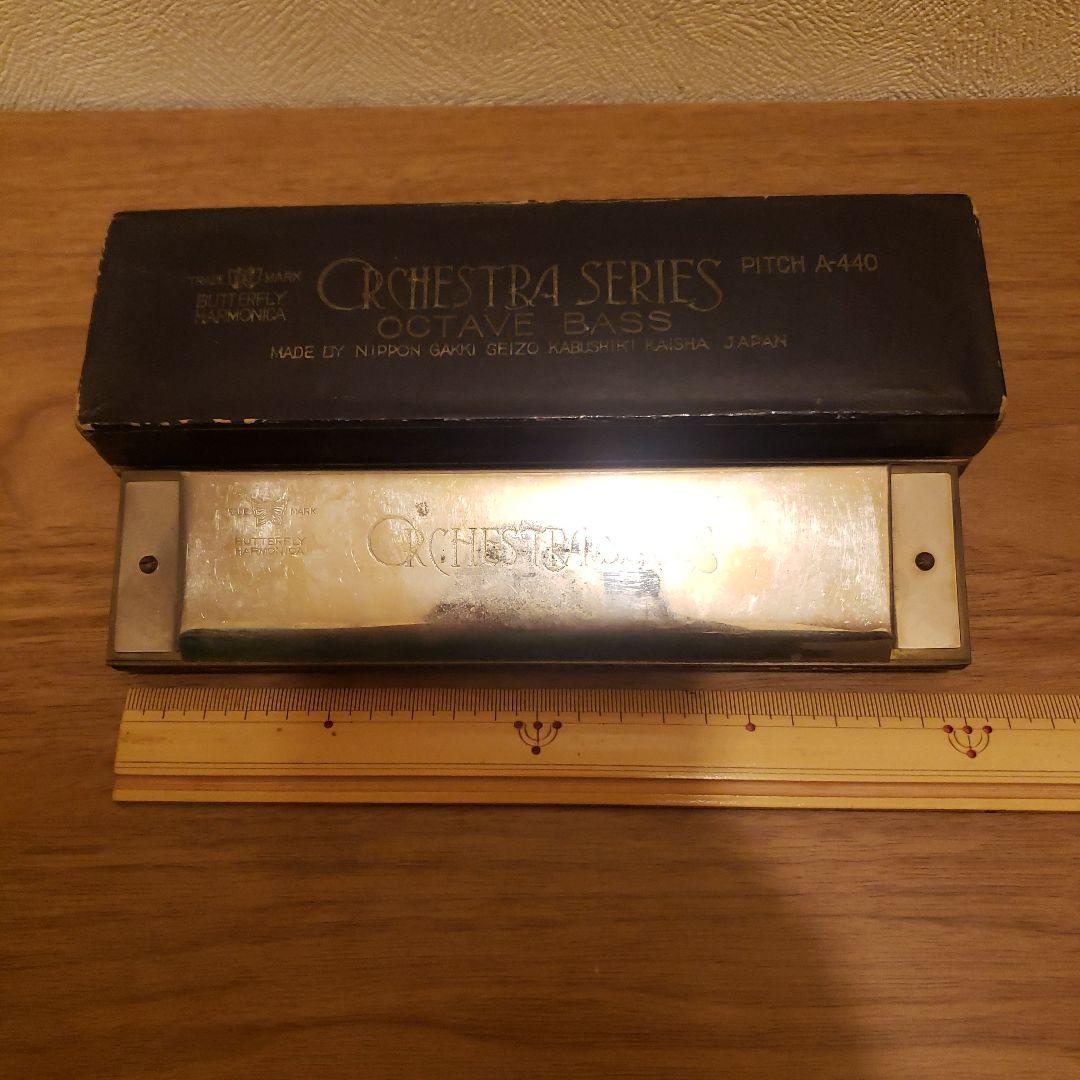 TRADE MARK
BUTTERFLY
HARMONICA
ORCHESTRA SERIES
PITCH A-440
OCTAVE BASS
MADE BY NIPPON GAKKI SEIZO KABUSHIKI KAISHA JAPAN
MARK
BUTTERFLY
HARMONICA
ORCHESTRA